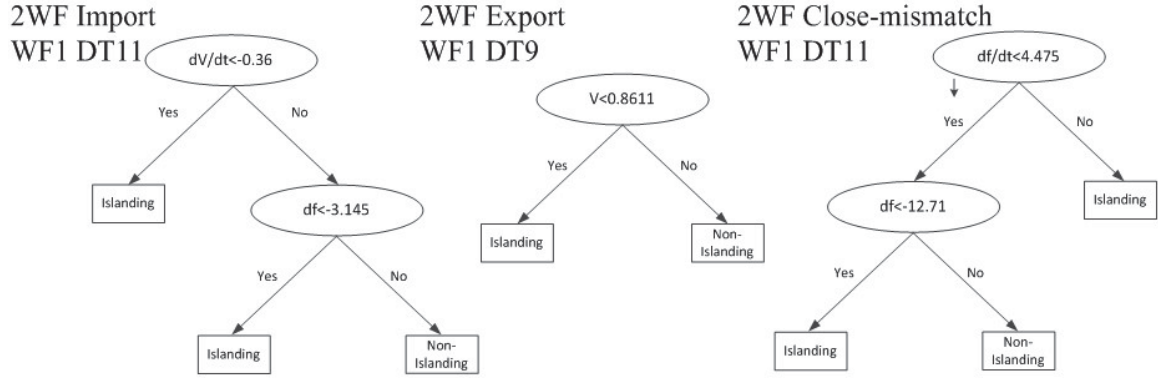 2WF Import
WF1 DT11
dV/dt<-0.36
Yes
No
Islanding
df<-3.145
Yes
No
Islanding
Non-
Islanding
2WF Export
WF1 DT9
V<0.8611
Yes
No
Islanding
Non-
Islanding
2WF Close-mismatch
WF1 DT11
df/dt<4.475
Yes
No
df<-12.71
Islanding
Yes
No
Islanding
Non-
Islanding